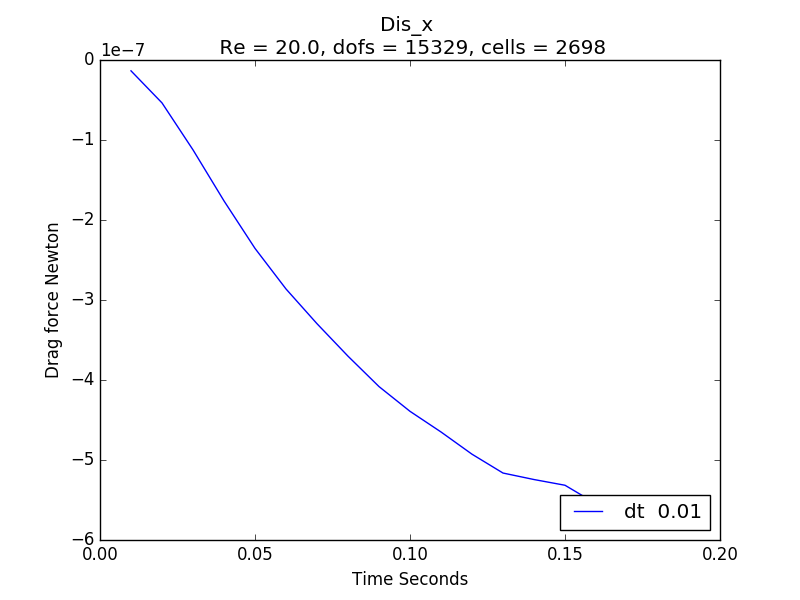 Dis_x
Re = 20.0, dofs = 15329, cells = 2698
1e−7
0
−1
−2
−3
−4
−5
−6
Drag force Newton
dt  0.01
0.00 0.05 0.10 0.15 0.20
Time Seconds